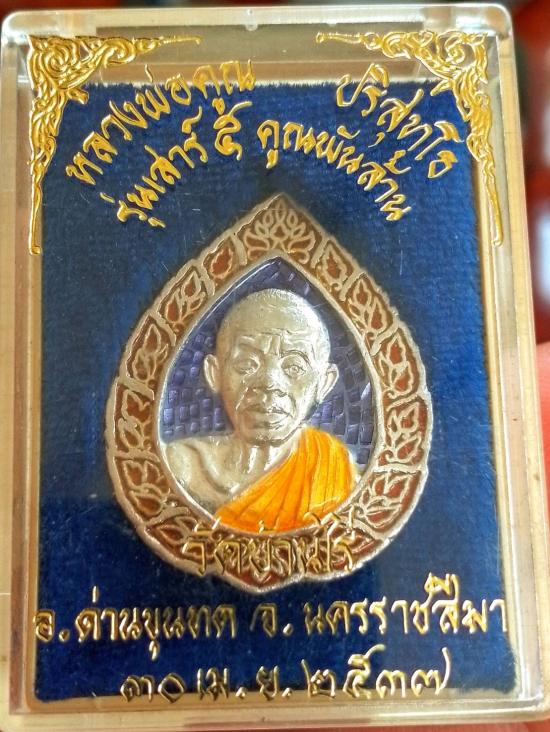 หลวงพ่อคูณ ปริสุทโธ
รุ่นเสาร์ ๕ คูณพันล้าน
วัดบ้านไร่
อ.ด่านขุนทด จ.นครราชสีมา
๓๐ เม.ย.๒๕๓๗